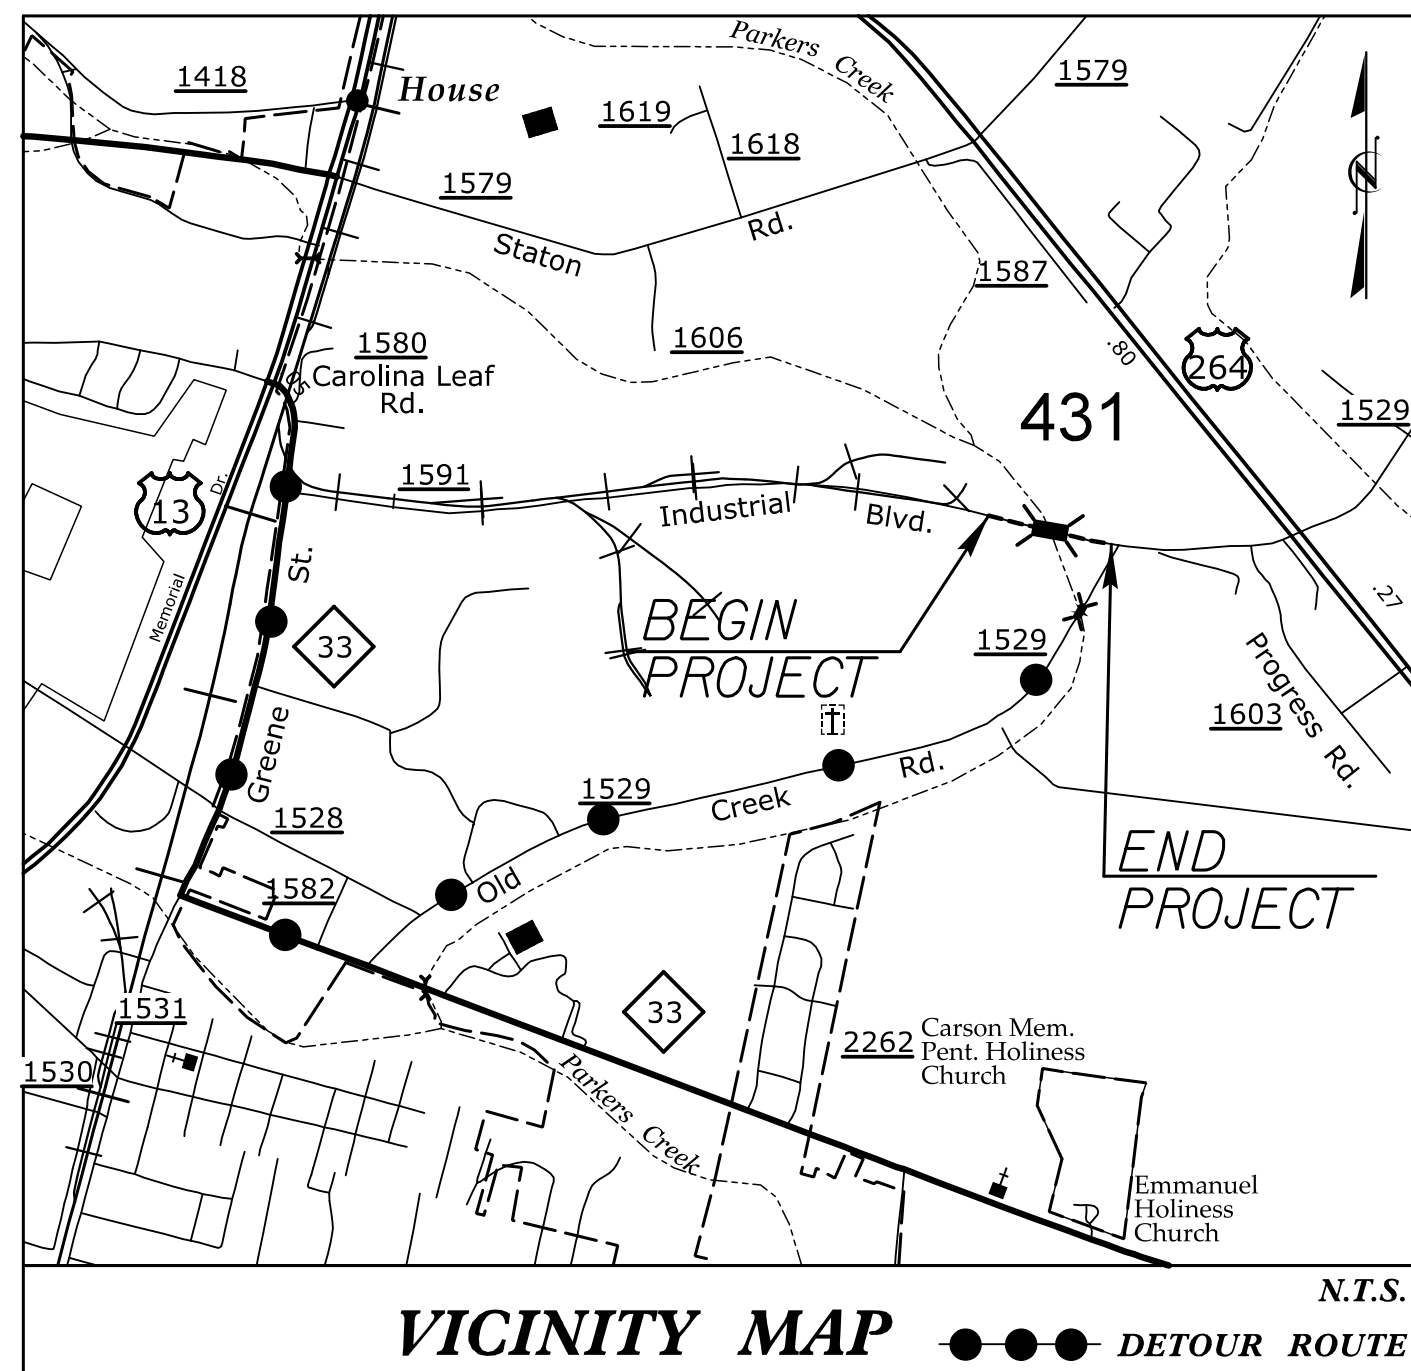 Parkers Creek
1418
House
1579
1619
1618
1579
Staton Rd.
N
1587
1606
1580
Carolina Leaf
Rd.
.05
.80
264
431
1529
1591
13
Dr.
Industrial Blvd.
St.
Memorial
33
BEGIN
PROJECT
1529
.27
Progress Rd.
1603
Greene
1529
Creek Rd.
1528
END
PROJECT
1582
Old
1531
33
2262
Carson Mem.
Pent. Holiness
Church
1530
Parkers Creek
Emmanuel
Holiness
Church
N.T.S.
VICINITY MAP
DETOUR ROUTE